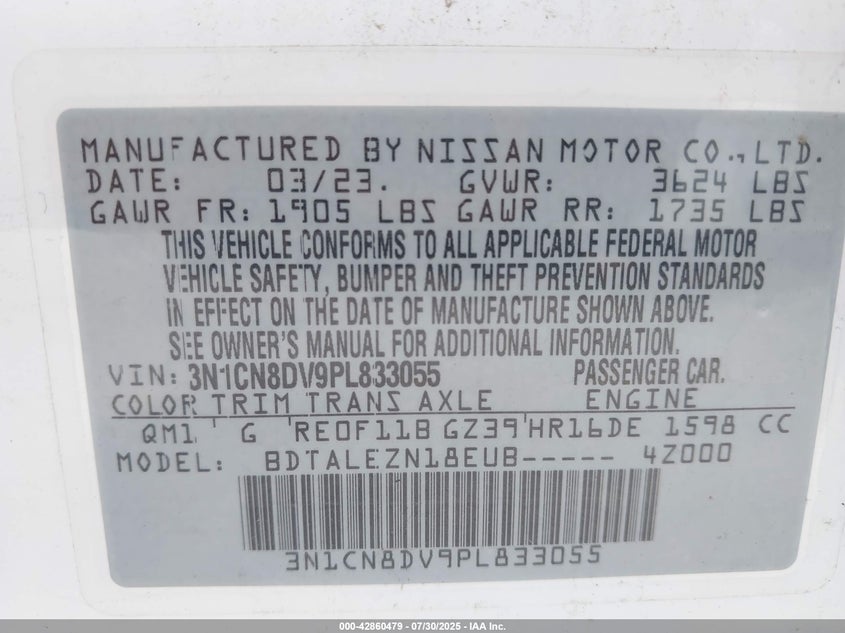 MANUFACTURED BY NISSAN MOTOR CO., LTD.
DATE: 03/23. GVWR: 3624 LBS
GAWR FR: 1905 LBS GAWR RR: 1735 LBS
THIS VEHICLE CONFORMS TO ALL APPLICABLE FEDERAL MOTOR
VEHICLE SAFETY, BUMPER AND THEFT PREVENTION STANDARDS
IN EFFECT ON THE DATE OF MANUFACTURE SHOWN ABOVE.
SEE OWNER'S MANUAL FOR ADDITIONAL INFORMATION.
VIN: 3N1CN8DV9PL833055 PASSENGER CAR.
COLOR TRIM TRANS AXLE ENGINE
QM1 G RE0F11B GZ39 HR16DE 1598 CC
MODEL: BDTALEZN18EUB----- 4Z000
3N1CN8DV9PL833055
000-42860479 - 07/30/2025 - IAA Inc.